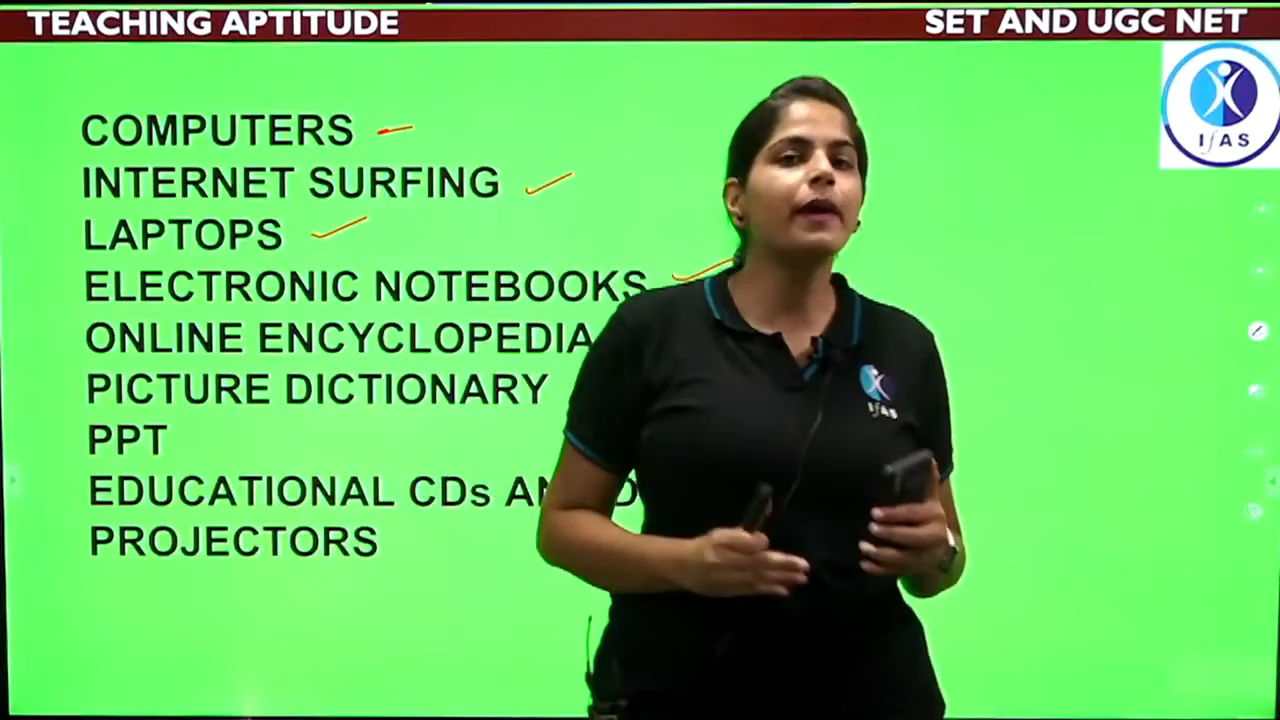 TEACHING APTITUDE
SET AND UGC NET
IfAS
COMPUTERS
INTERNET SURFING
LAPTOPS
ELECTRONIC NOTEBOOKS
ONLINE ENCYCLOPEDIA
PICTURE DICTIONARY
PPT
EDUCATIONAL CDs
PROJECTORS
IfAS